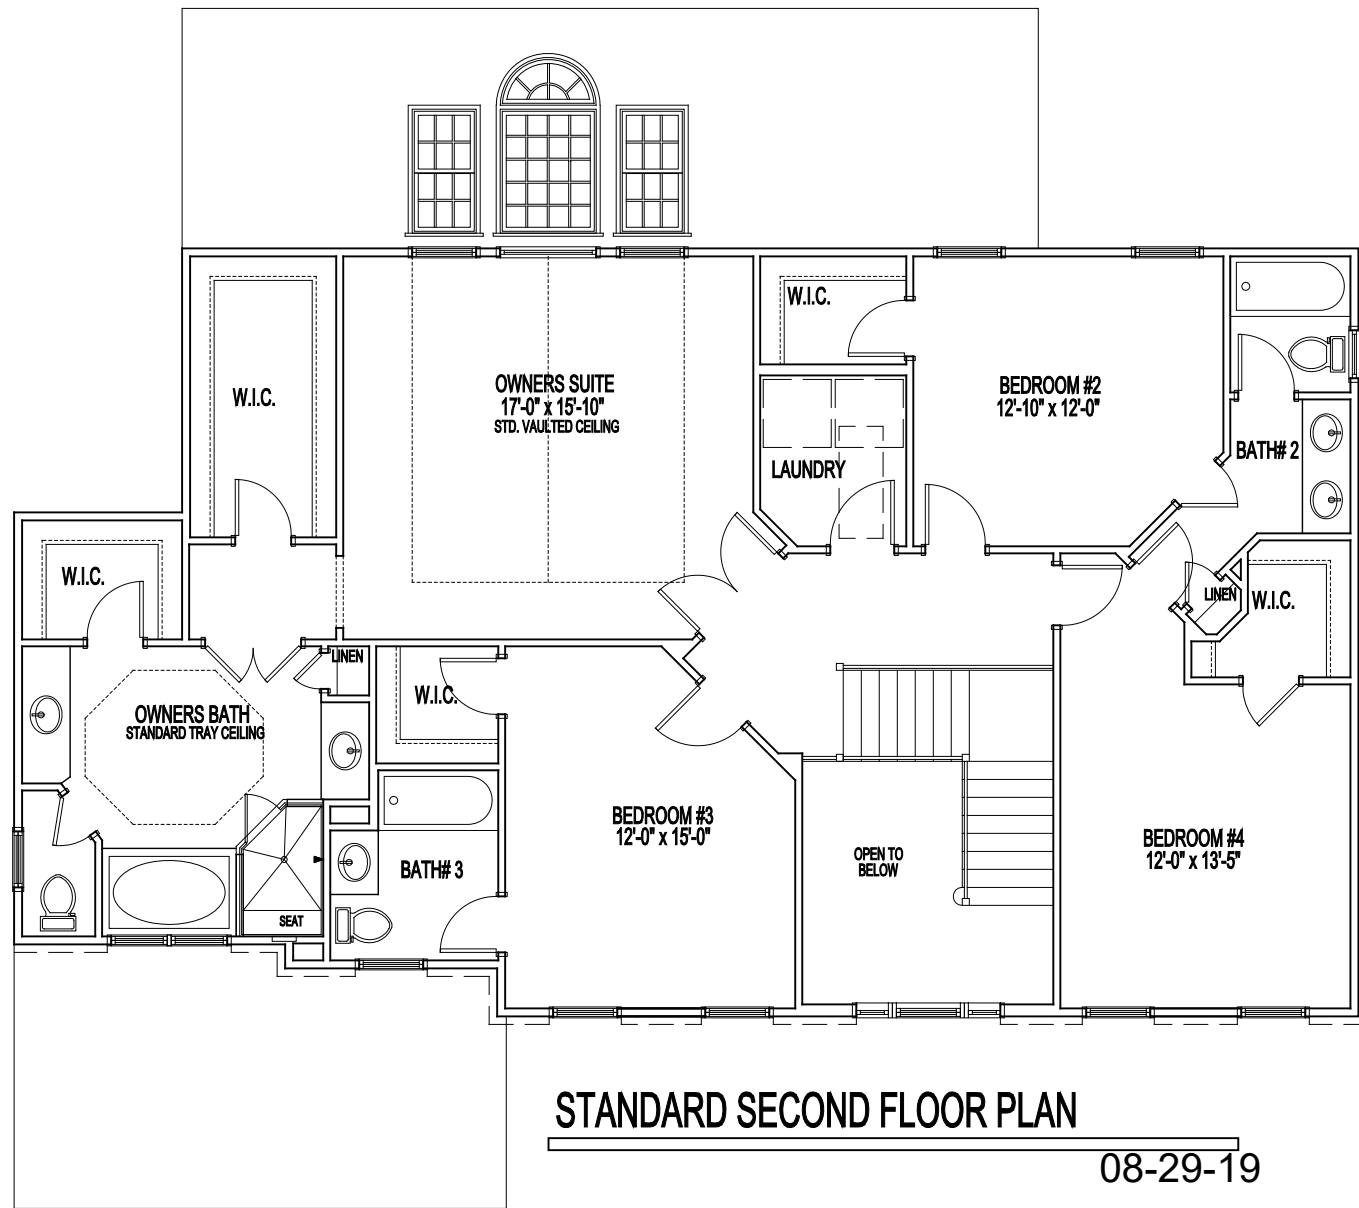 W.I.C.
OWNERS SUITE
17'-0" x 15'-10"
STD. VAULTED CEILING
W.I.C.
BEDROOM #2
12'-10" x 12'-0"
LAUNDRY
BATH# 2
W.I.C.
LINEN
W.I.C.
LINEN
W.I.C.
OWNERS BATH
STANDARD TRAY CEILING
BEDROOM #3
12'-0" x 15'-0"
BATH# 3
OPEN TO
BELOW
BEDROOM #4
12'-0" x 13'-5"
SEAT
STANDARD SECOND FLOOR PLAN
08-29-19